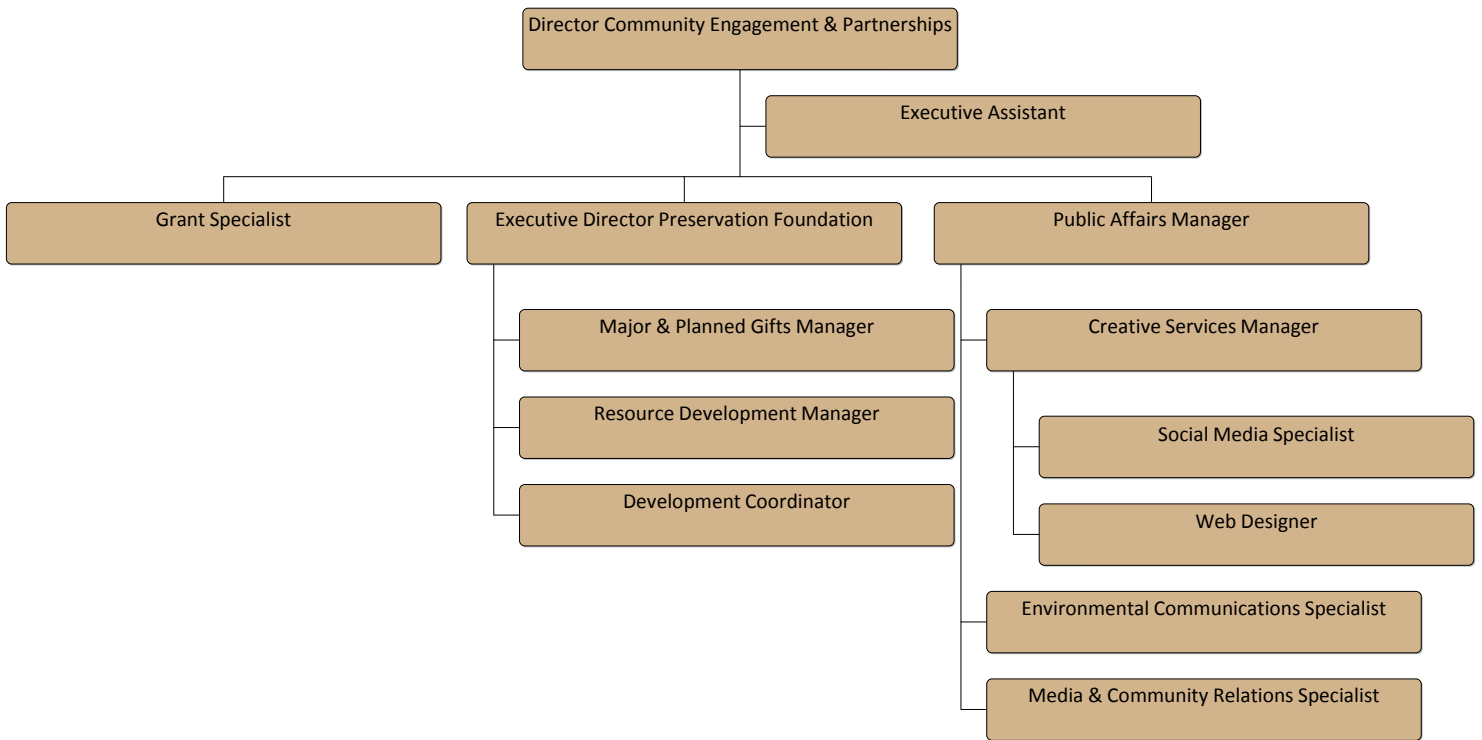 Director Community Engagement & Partnerships
Executive Assistant
Grant Specialist
Executive Director Preservation Foundation
Public Affairs Manager
Major & Planned Gifts Manager
Creative Services Manager
Resource Development Manager
Social Media Specialist
Development Coordinator
Web Designer
Environmental Communications Specialist
Media & Community Relations Specialist